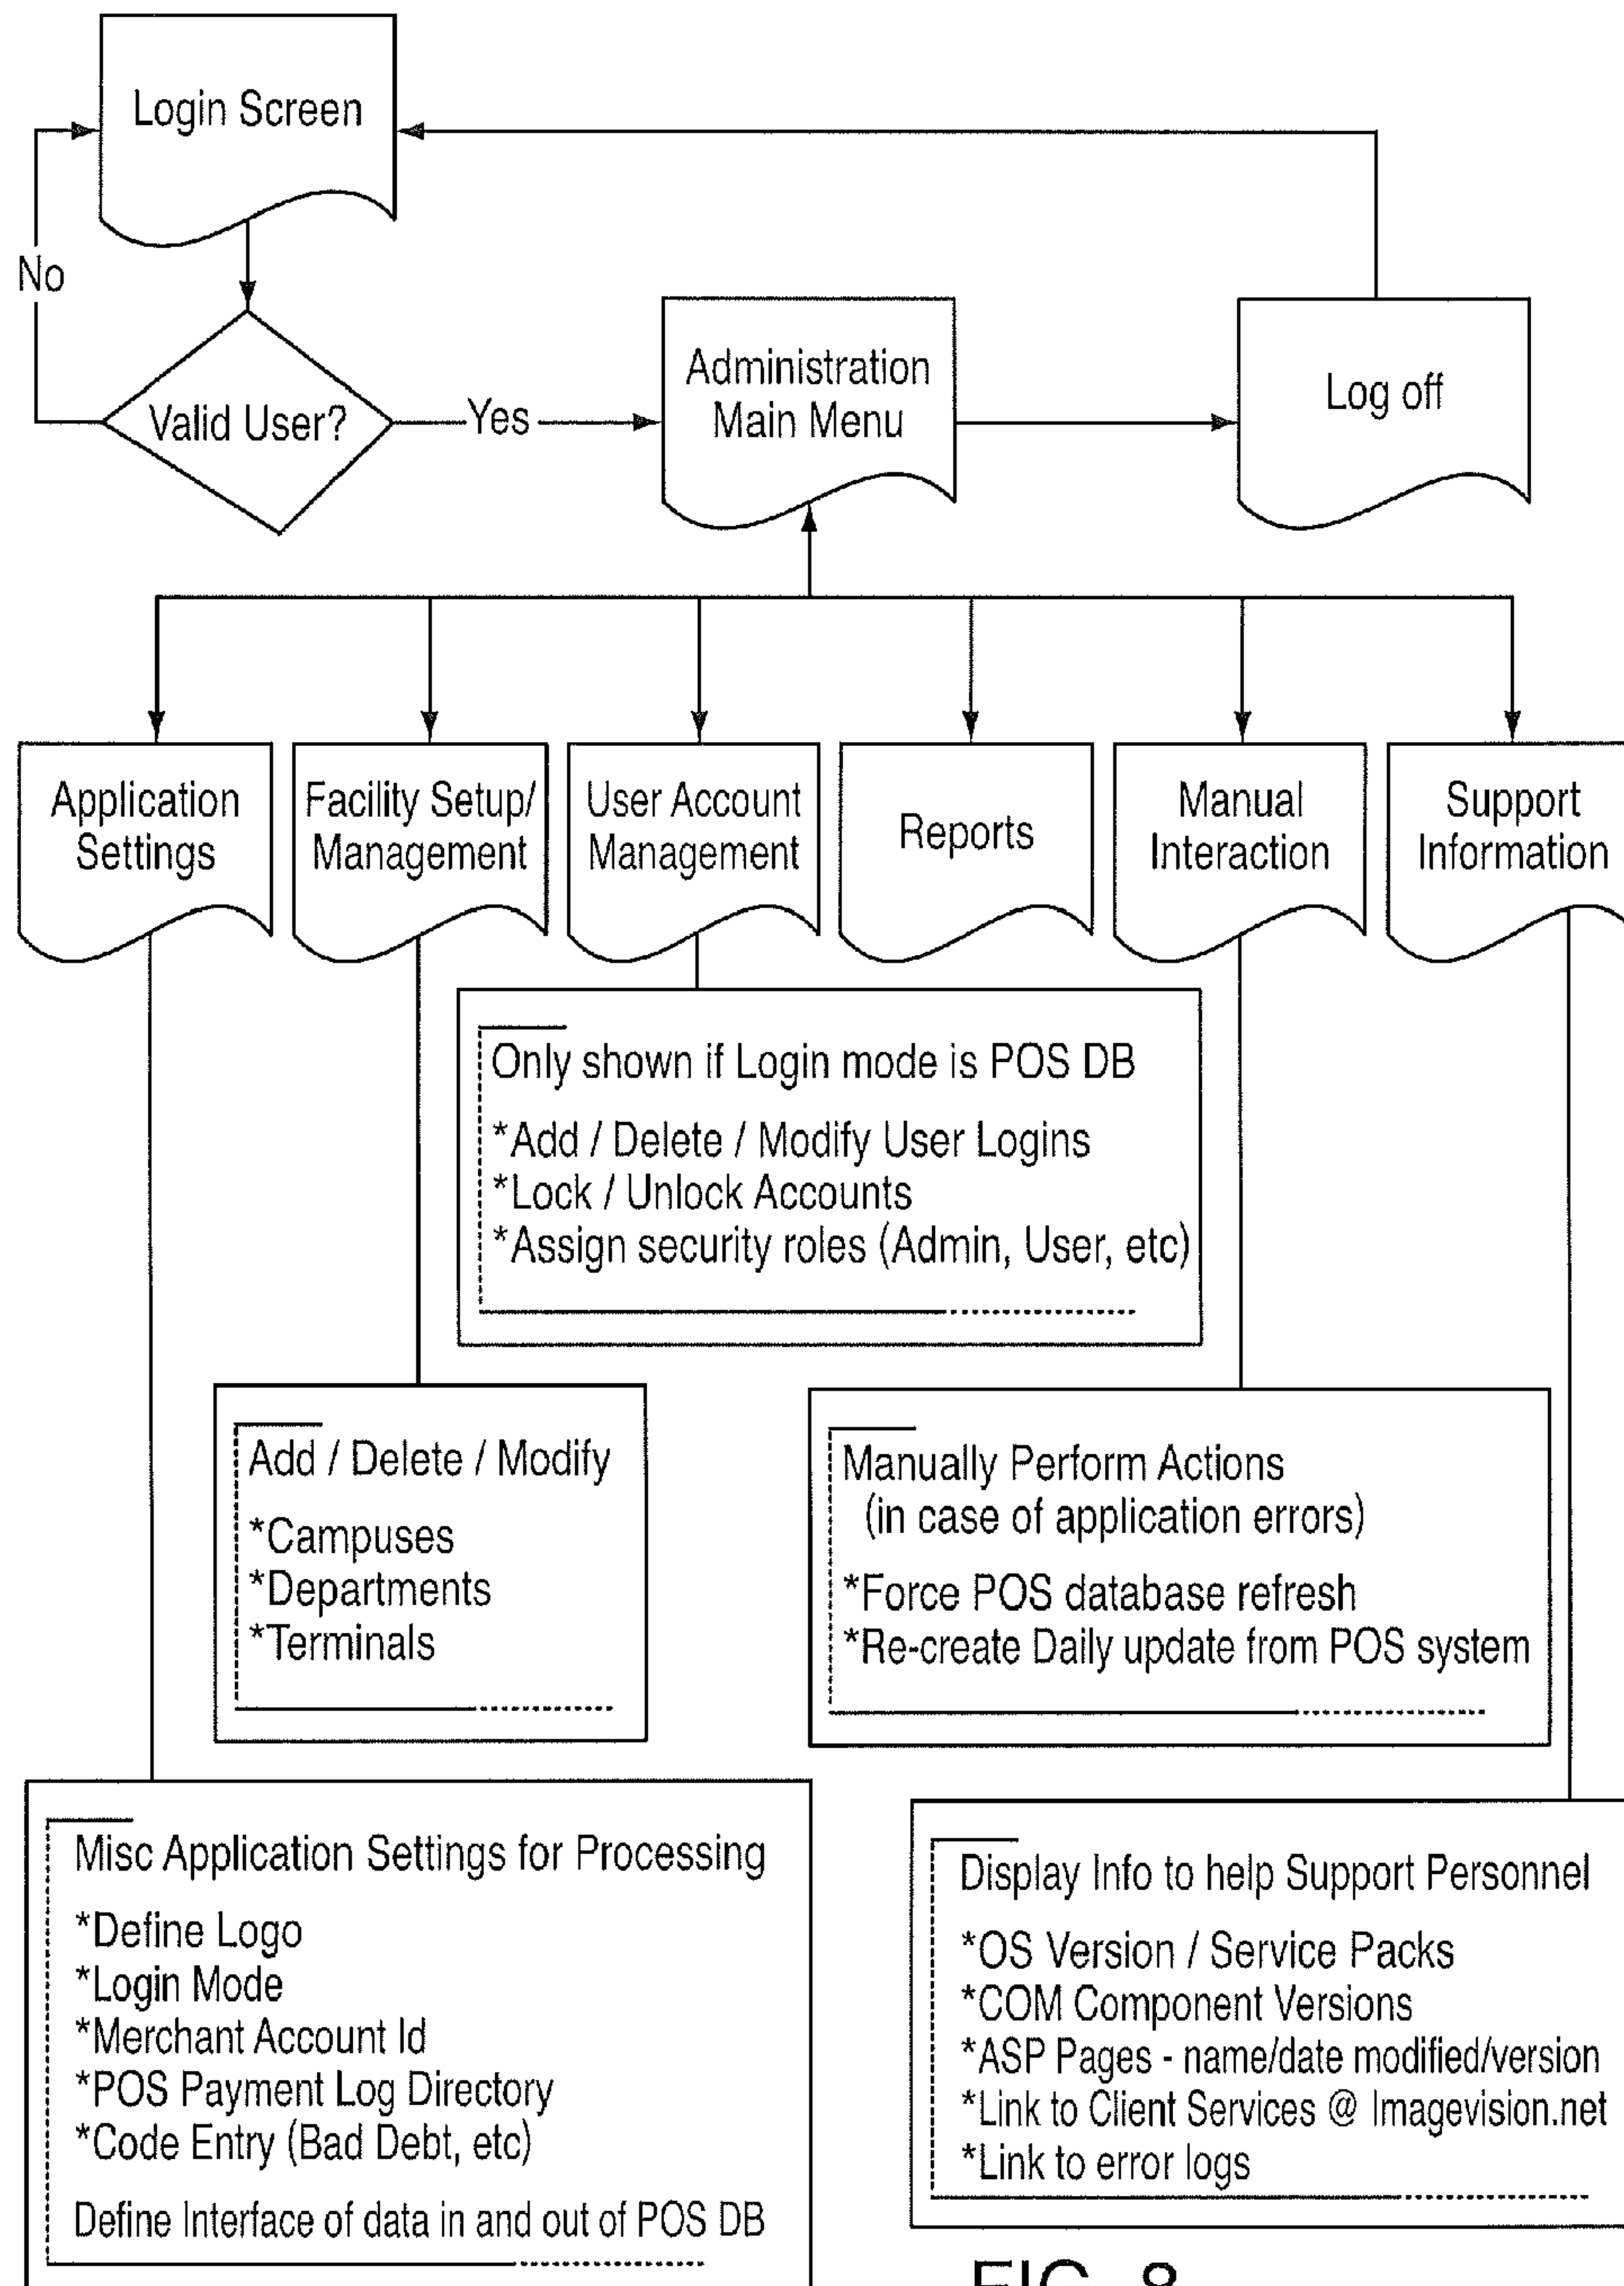 Login Screen
No
Valid User?
Yes
Administration
Main Menu
Log off
Application
Settings
Facility Setup/
Management
User Account
Management
Reports
Manual
Interaction
Support
Information
Only shown if Login mode is POS DB
*Add / Delete / Modify User Logins
*Lock / Unlock Accounts
*Assign security roles (Admin, User, etc)
Add / Delete / Modify
*Campuses
*Departments
*Terminals
Manually Perform Actions
(in case of application errors)
*Force POS database refresh
*Re-create Daily update from POS system
Misc Application Settings for Processing
*Define Logo
*Login Mode
*Merchant Account Id
*POS Payment Log Directory
*Code Entry (Bad Debt, etc)
Define Interface of data in and out of POS DB
Display Info to help Support Personnel
*OS Version / Service Packs
*COM Component Versions
*ASP Pages - name/date modified/version
*Link to Client Services @ Imagevision.net
*Link to error logs
FIG. 8